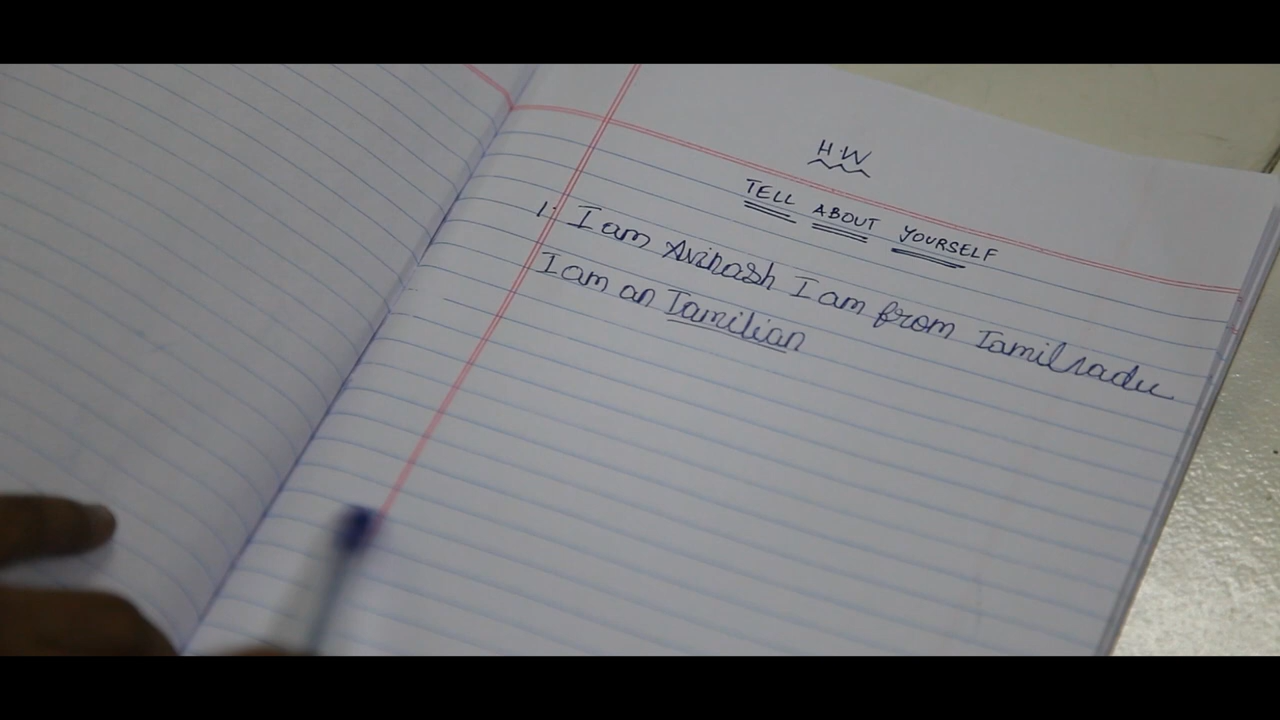 H.W
TELL ABOUT YOURSELF
1. I am Avinash I am from Tamilnadu
I am an Tamilian